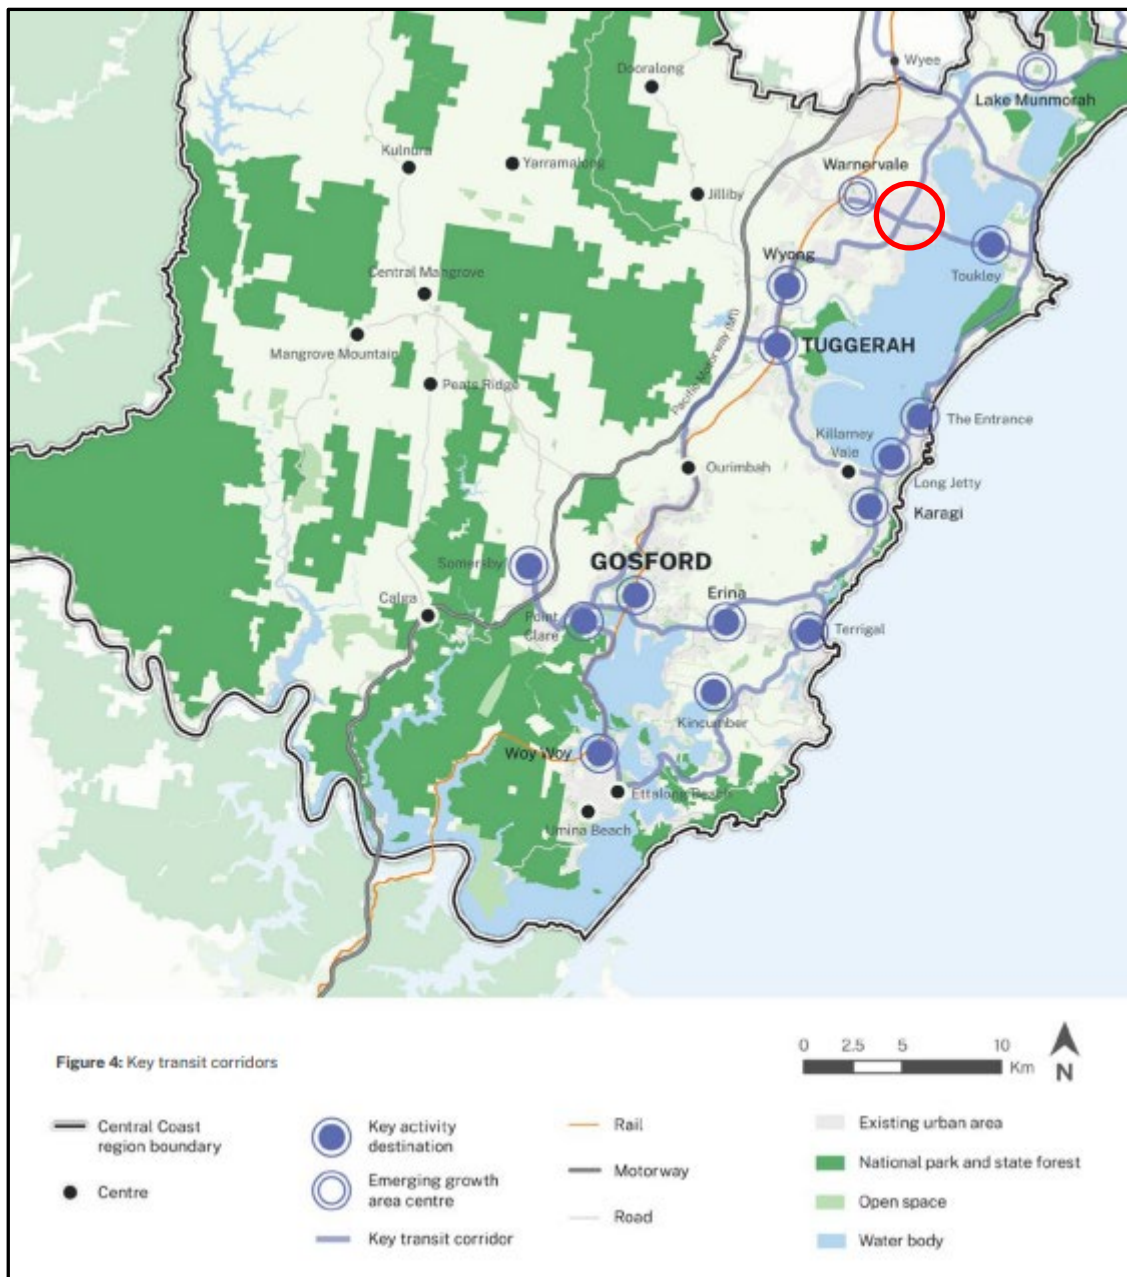 Wyee
Dooralong
Lake Munmorah
Kulnura
Yarramalong
Warnervale
Jilliby
Wyong
Toukley
Central Mangrove
Mangrove Mountain
TUGGERAH
Pacific Motorway (M1)
Peats Ridge
The Entrance
Killarney
Vale
Ourimbah
Long Jetty
Karagi
GOSFORD
Somersby
Erina
Calga
Point
Clare
Terrigal
Kincumber
Woy Woy
Ettalong Beach
Umina Beach
Figure 4: Key transit corridors
0 2.5 5 10
Km
N
Central Coast
region boundary
Centre
Key activity
destination
Emerging growth
area centre
Key transit corridor
Rail
Motorway
Road
Existing urban area
National park and state forest
Open space
Water body